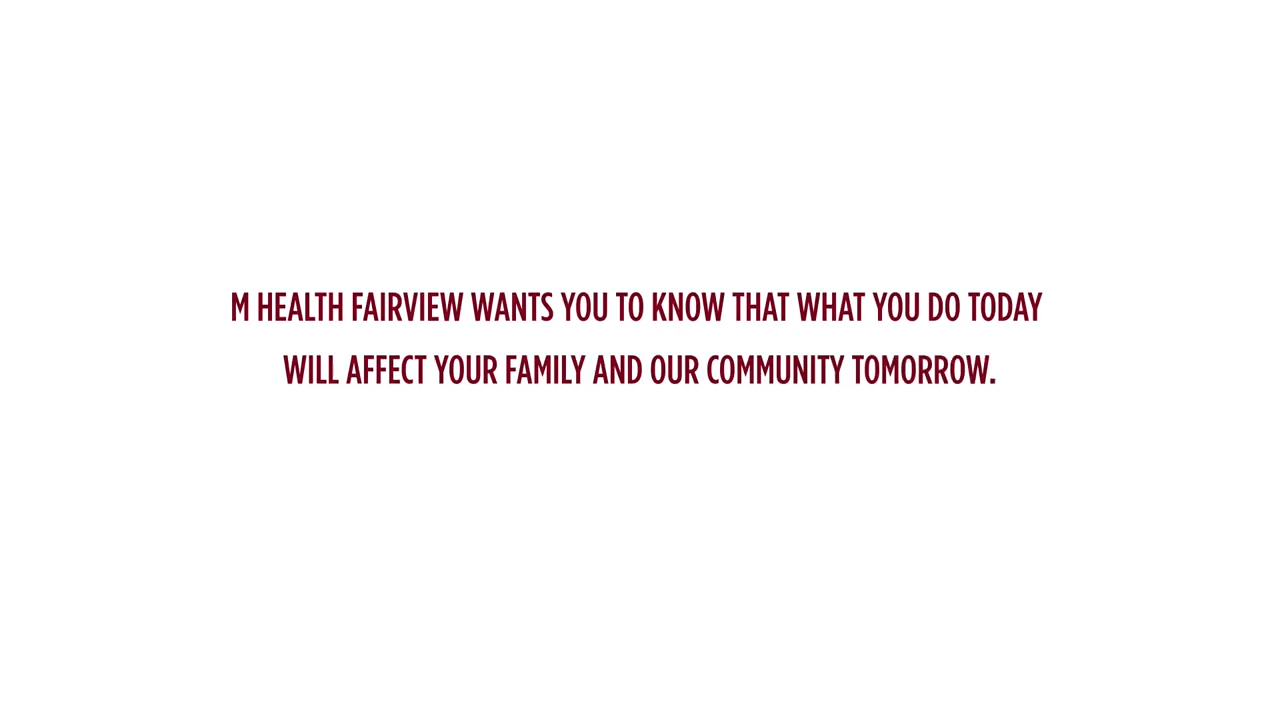 M HEALTH FAIRVIEW WANTS YOU TO KNOW THAT WHAT YOU DO TODAY
WILL AFFECT YOUR FAMILY AND OUR COMMUNITY TOMORROW.